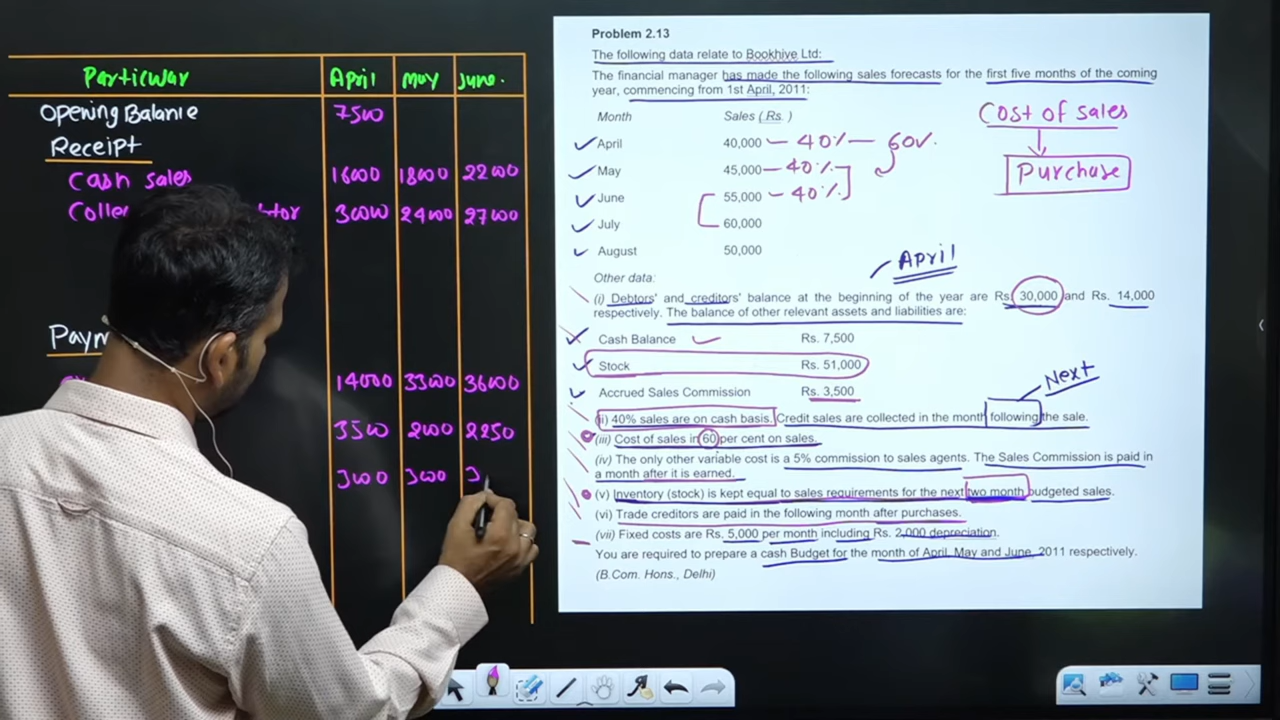 Particular April May June.
Opening Balance 7500
Receipt
Cash sales 16000 18000 22000
Colle tor 30000 24000 27000
Paym
14000 33000 36000
3500 2000 2250
3000 3000 3
Problem 2.13
The following data relate to Bookhive Ltd:
The financial manager has made the following sales forecasts for the first five months of the coming
year, commencing from 1st April, 2011:
Month Sales (Rs. )
Cost of sales
Purchase
April 40,000 – 40% – 60%.
May 45,000 – 40%.
June 55,000 – 40%.
July 60,000
August 50,000
April
Other data:
(i) Debtors' and creditors' balance at the beginning of the year are Rs. 30,000 and Rs. 14,000
respectively. The balance of other relevant assets and liabilities are:
Cash Balance Rs. 7,500
Stock Rs. 51,000
Accrued Sales Commission Rs. 3,500
Next
(ii) 40% sales are on cash basis. Credit sales are collected in the month following the sale.
(iii) Cost of sales in 60 per cent on sales.
(iv) The only other variable cost is a 5% commission to sales agents. The Sales Commission is paid in
a month after it is earned.
(v) Inventory (stock) is kept equal to sales requirements for the next two month budgeted sales.
(vi) Trade creditors are paid in the following month after purchases.
(vii) Fixed costs are Rs. 5,000 per month including Rs. 2,000 depreciation.
You are required to prepare a cash Budget for the month of April, May and June, 2011 respectively.
(B.Com. Hons., Delhi)